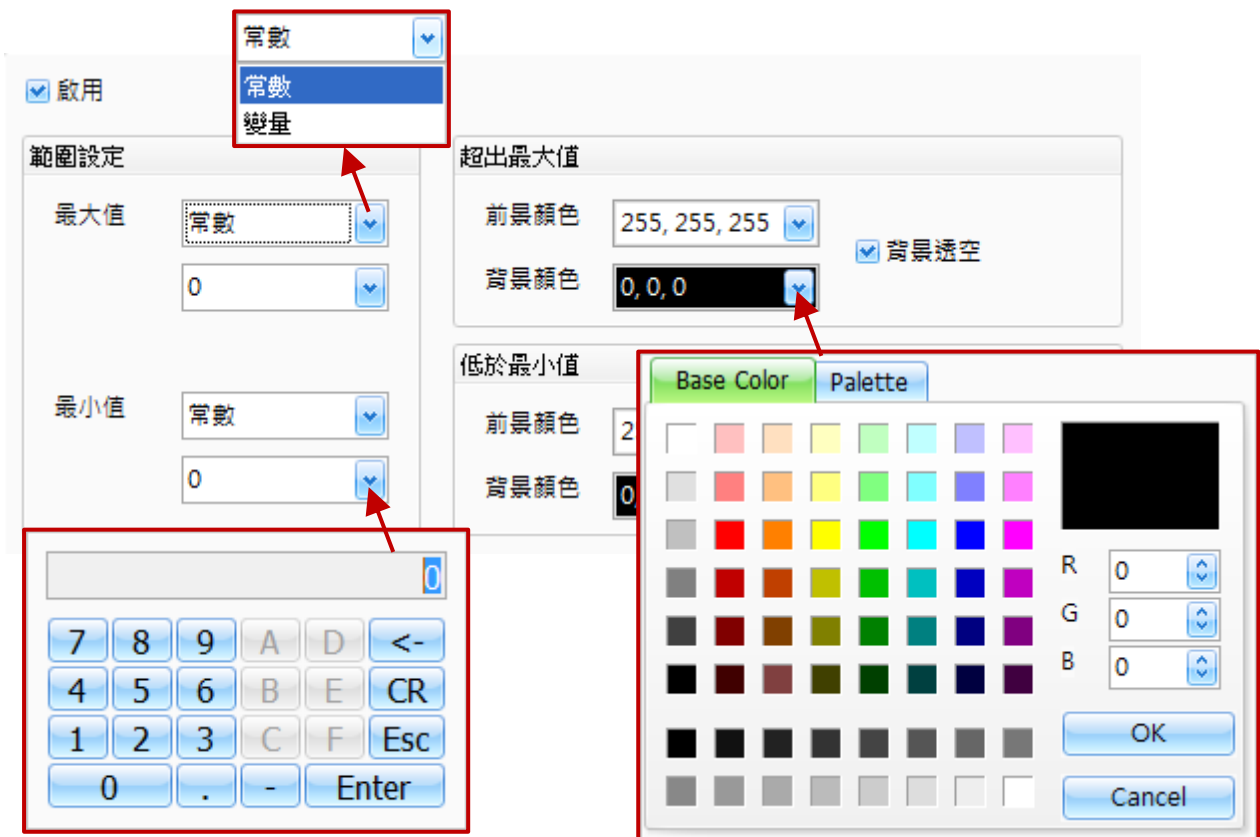 常數
常數
變量
啟用
範圍設定
最大值
常數
0
最小值
常數
0
超出最大值
前景顏色
255, 255, 255
背景透空
背景顏色
0, 0, 0
低於最小值
前景顏色
2
背景顏色
0,
0
7 8 9 A D <-
4 5 6 B E CR
1 2 3 C F Esc
0 . - Enter
Base Color Palette
R 0
G 0
B 0
OK
Cancel